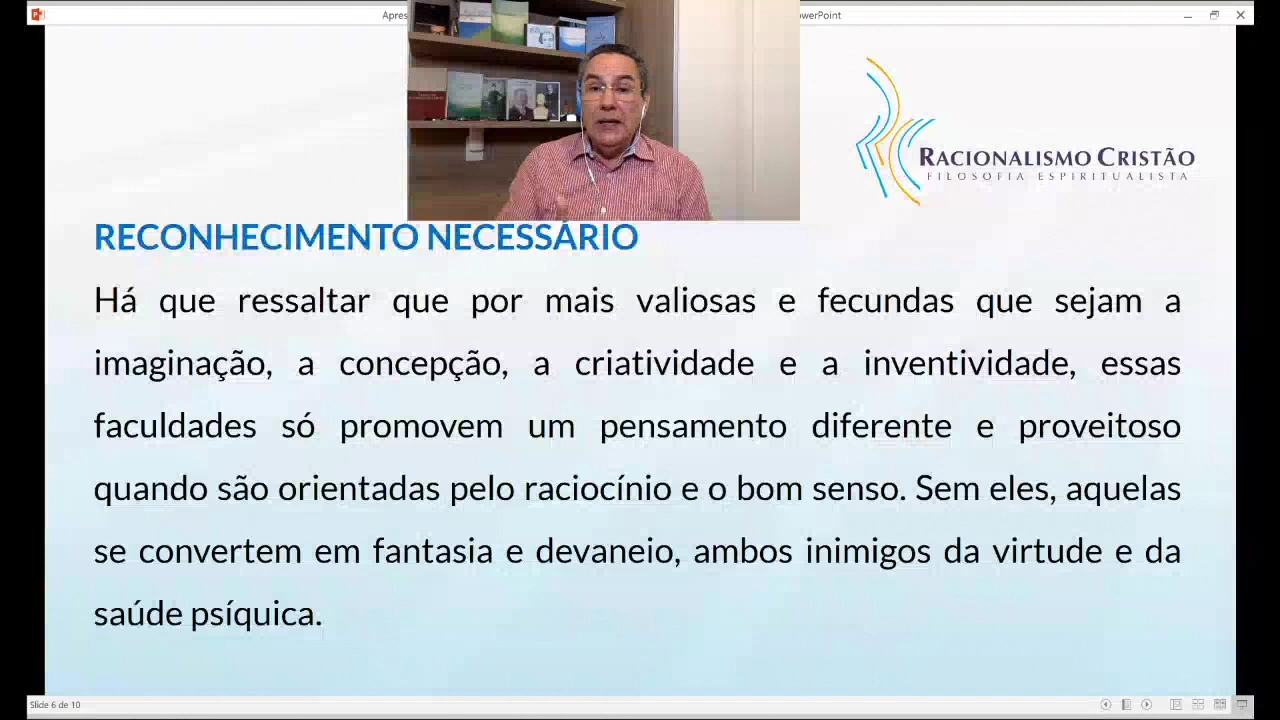 Apres
owerPoint
RACIONALISMO CRISTÃO
FILOSOFIA ESPIRITUALISTA
RECONHECIMENTO NECESSÁRIO
Há que ressaltar que por mais valiosas e fecundas que sejam a
imaginação, a concepção, a criatividade e a inventividade, essas
faculdades só promovem um pensamento diferente e proveitoso
quando são orientadas pelo raciocínio e o bom senso. Sem eles, aquelas
se convertem em fantasia e devaneio, ambos inimigos da virtude e da
saúde psíquica.
Slide 6 de 10